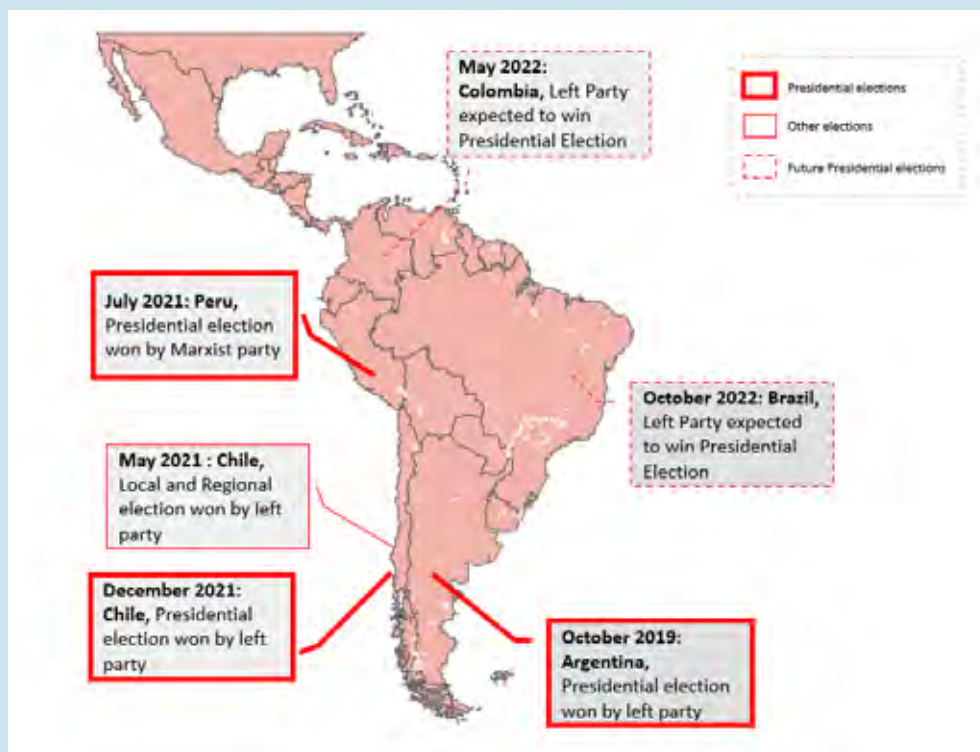 May 2022:
Colombia, Left Party
expected to win
Presidential Election
Presidential elections
Other elections
Future Presidential elections
July 2021: Peru,
Presidential election
won by Marxist party
October 2022: Brazil,
Left Party expected
to win Presidential
Election
May 2021 : Chile,
Local and Regional
election won by left
party
December 2021:
Chile, Presidential
election won by left
party
October 2019:
Argentina,
Presidential election
won by left party